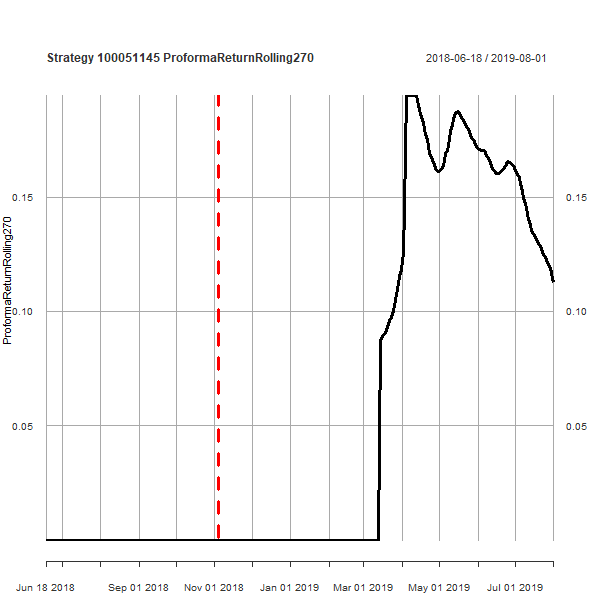 Strategy 100051145 ProformaReturnRolling270
2018-06-18 / 2019-08-01
ProformaReturnRolling270
0.15 0.15
0.10 0.10
0.05 0.05
Jun 18 2018 Sep 01 2018 Nov 01 2018 Jan 01 2019 Mar 01 2019 May 01 2019 Jul 01 2019